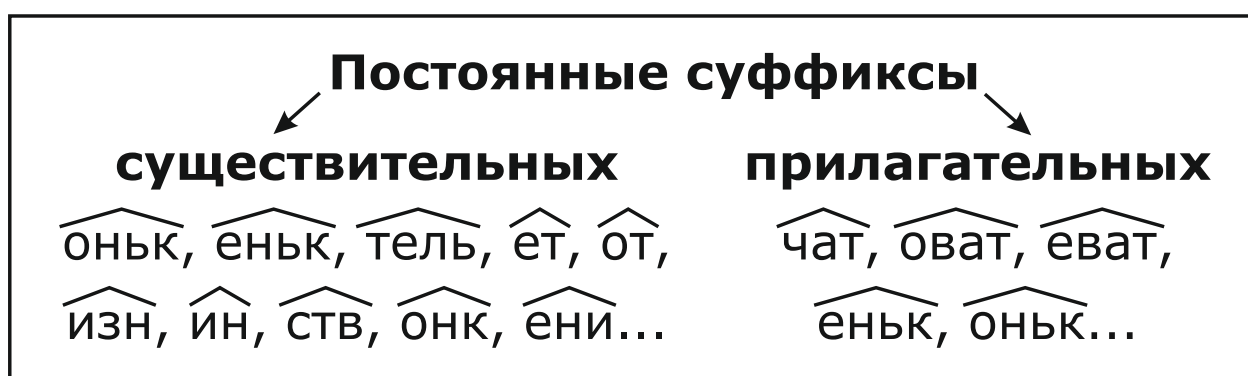 Постоянные суффиксы
существительных
прилагательных
оньк, еньк, тель, ет, от,
изн, ин, ств, онк, ени...
чат, оват, еват,
еньк, оньк...